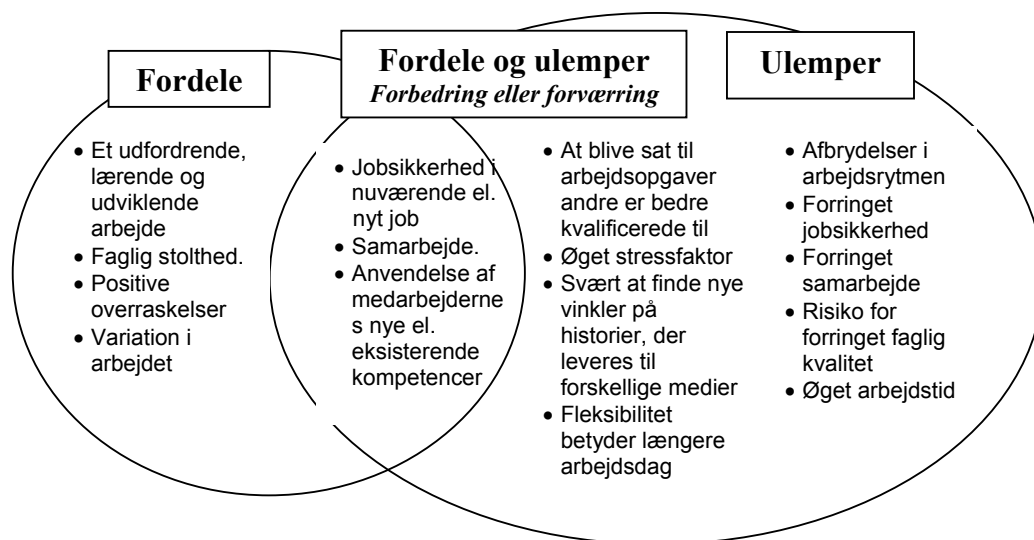 Fordele
Fordele og ulemper
Forbedring eller forværring
Ulemper
• Et udfordrende,
lærende og
udviklende
arbejde
• Faglig stolthed.
• Positive
overraskelser
• Variation i
arbejdet
• Jobsikkerhed i
nuværende el.
nyt job
• Samarbejde.
• Anvendelse af
medarbejderne
s nye el.
eksisterende
kompetencer
• At blive sat til
arbejdsopgaver
andre er bedre
kvalificerede til
• Øget stressfaktor
• Svært at finde nye
vinkler på
historier, der
leveres til
forskellige medier
• Fleksibilitet
betyder længere
arbejdsdag
• Afbrydelser i
arbejdsrytmen
• Forringet
jobsikkerhed
• Forringet
samarbejde
• Risiko for
forringet faglig
kvalitet
• Øget arbejdstid